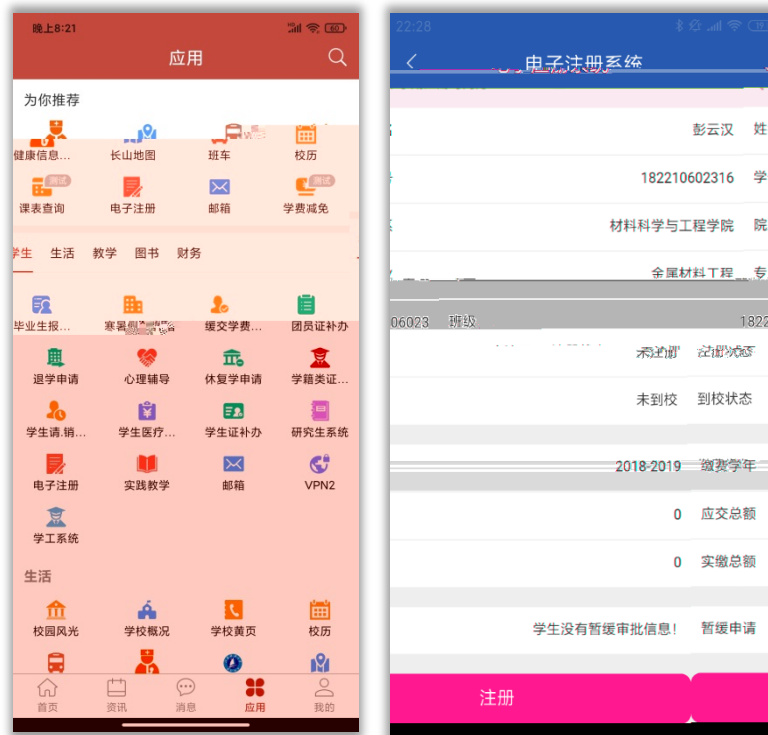 晚上8:21
60
应用
为你推荐
健康信息... 长山地图 班车 校历
测试 测试
课表查询 电子注册 邮箱 学费减免
学生 生活 教学 图书 财务
毕业生报... 缓交学费... 团员证补办
退学申请 心理辅导 休复学申请 学籍类证...
学生请.销... 学生医疗... 学生证补办 研究生系统
电子注册 实践教学 邮箱 VPN2
学工系统
生活
校园风光 学校概况 学校黄页 校历
首页 资讯 消息 应用 我的
22:28
19
电子注册系统
彭云汉 姓
182210602316 学
材料科学与工程学院 院
金属材料工程 专
06023 班级 1822
未注册 注册状态
未到校 到校状态
2018-2019 缴费学年
0 应交总额
0 实缴总额
学生没有暂缓审批信息! 暂缓申请
注册